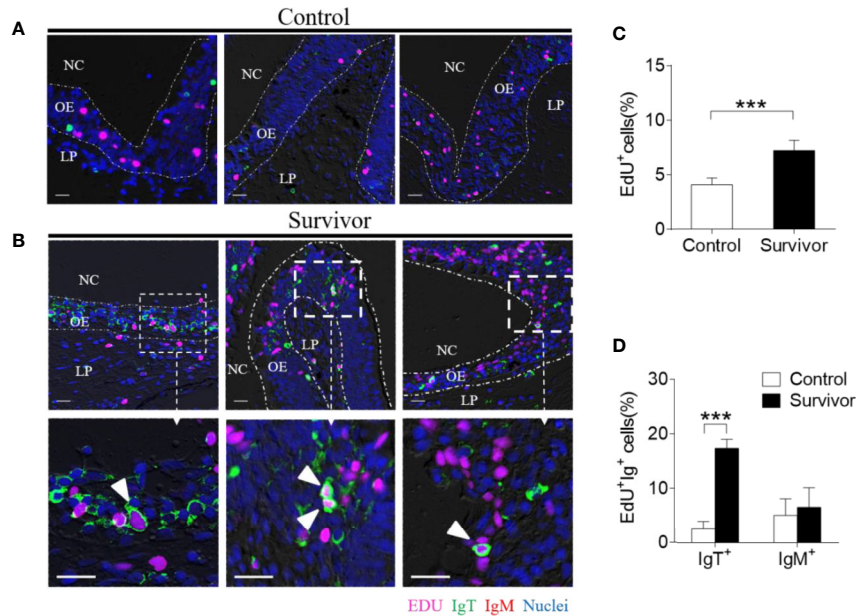 A
Control
NC
OE
LP
NC
OE
LP
NC
OE
LP
B
Survivor
NC
OE
LP
NC
OE
LP
NC
OE
LP
EDU IgT IgM Nuclei
C
EdU+cells(%)
15
10
5
0
***
Control Survivor
D
EdU+Ig+ cells(%)
30
20
10
0
Control
Survivor
***
IgT+ IgM+